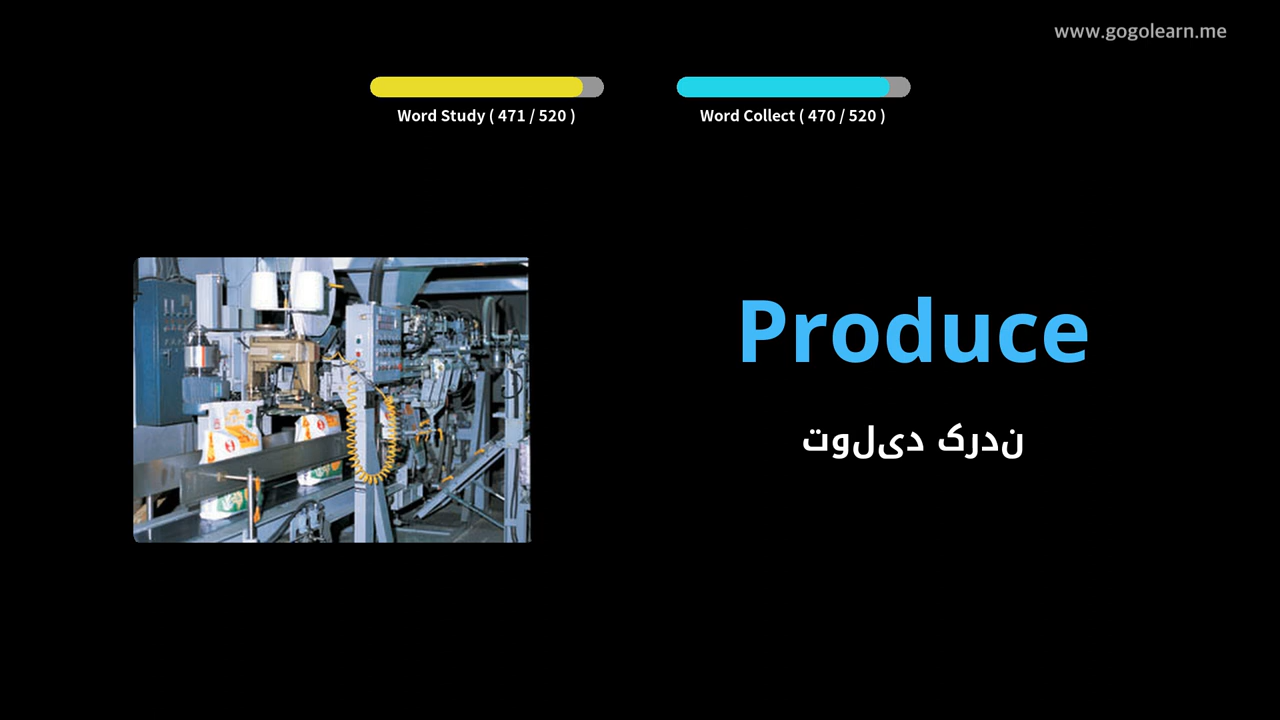 www.gogolearn.me
Word Study ( 471 / 520 )
Word Collect ( 470 / 520 )
Produce
ندرک دیلوت